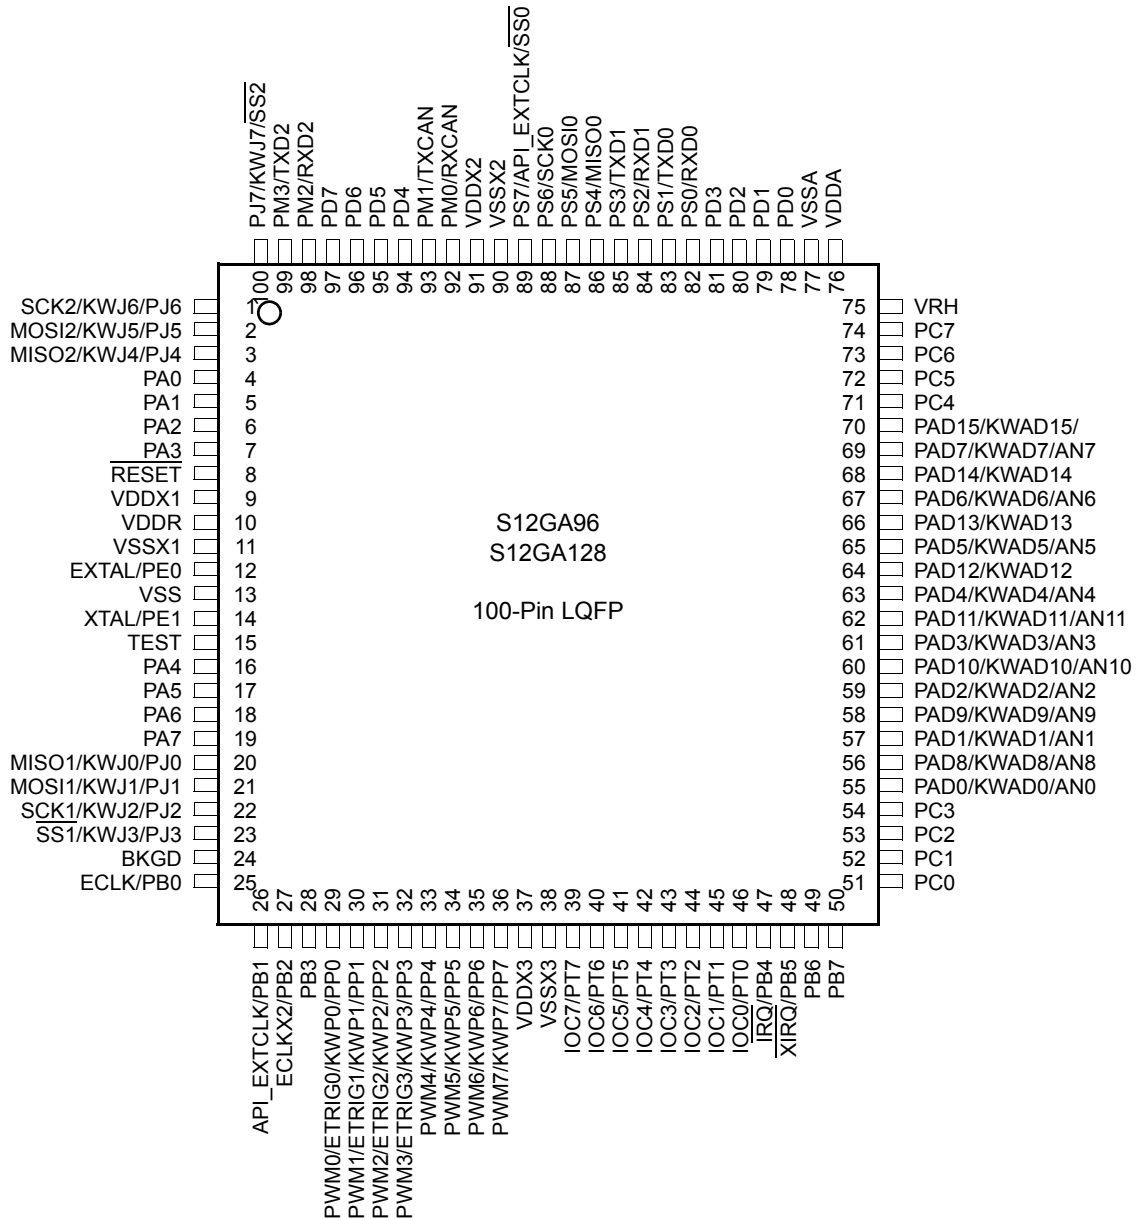 PJ7/KWJ7/SS2
PM3/TXD2
PM2/RXD2
PD7
PD6
PD5
PD4
PM1/TXCAN
PM0/RXCAN
VDDX2
VSSX2
PS7/API_EXTCLK/SS0
PS6/SCK0
PS5/MOSI0
PS4/MISO0
PS3/TXD1
PS2/RXD1
PS1/TXD0
PS0/RXD0
PD3
PD2
PD1
PD0
VSSA
VDDA
100
99
98
97
96
95
94
93
92
91
90
89
88
87
86
85
84
83
82
81
80
79
78
77
76
SCK2/KWJ6/PJ6 1
MOSI2/KWJ5/PJ5 2
MISO2/KWJ4/PJ4 3
PA0 4
PA1 5
PA2 6
PA3 7
RESET 8
VDDX1 9
VDDR 10
VSSX1 11
EXTAL/PE0 12
VSS 13
XTAL/PE1 14
TEST 15
PA4 16
PA5 17
PA6 18
PA7 19
MISO1/KWJ0/PJ0 20
MOSI1/KWJ1/PJ1 21
SCK1/KWJ2/PJ2 22
SS1/KWJ3/PJ3 23
BKGD 24
ECLK/PB0 25
S12GA96
S12GA128
100-Pin LQFP
75 VRH
74 PC7
73 PC6
72 PC5
71 PC4
70 PAD15/KWAD15/
69 PAD7/KWAD7/AN7
68 PAD14/KWAD14
67 PAD6/KWAD6/AN6
66 PAD13/KWAD13
65 PAD5/KWAD5/AN5
64 PAD12/KWAD12
63 PAD4/KWAD4/AN4
62 PAD11/KWAD11/AN11
61 PAD3/KWAD3/AN3
60 PAD10/KWAD10/AN10
59 PAD2/KWAD2/AN2
58 PAD9/KWAD9/AN9
57 PAD1/KWAD1/AN1
56 PAD8/KWAD8/AN8
55 PAD0/KWAD0/AN0
54 PC3
53 PC2
52 PC1
51 PC0
26
27
28
29
30
31
32
33
34
35
36
37
38
39
40
41
42
43
44
45
46
47
48
49
50
API_EXTCLK/PB1
ECLKX2/PB2
PB3
PWM0/ETRIG0/KWP0/PP0
PWM1/ETRIG1/KWP1/PP1
PWM2/ETRIG2/KWP2/PP2
PWM3/ETRIG3/KWP3/PP3
PWM4/KWP4/PP4
PWM5/KWP5/PP5
PWM6/KWP6/PP6
PWM7/KWP7/PP7
VDDX3
VSSX3
IOC7/PT7
IOC6/PT6
IOC5/PT5
IOC4/PT4
IOC3/PT3
IOC2/PT2
IOC1/PT1
IOC0/PT0
IRQ/PB4
XIRQ/PB5
PB6
PB7